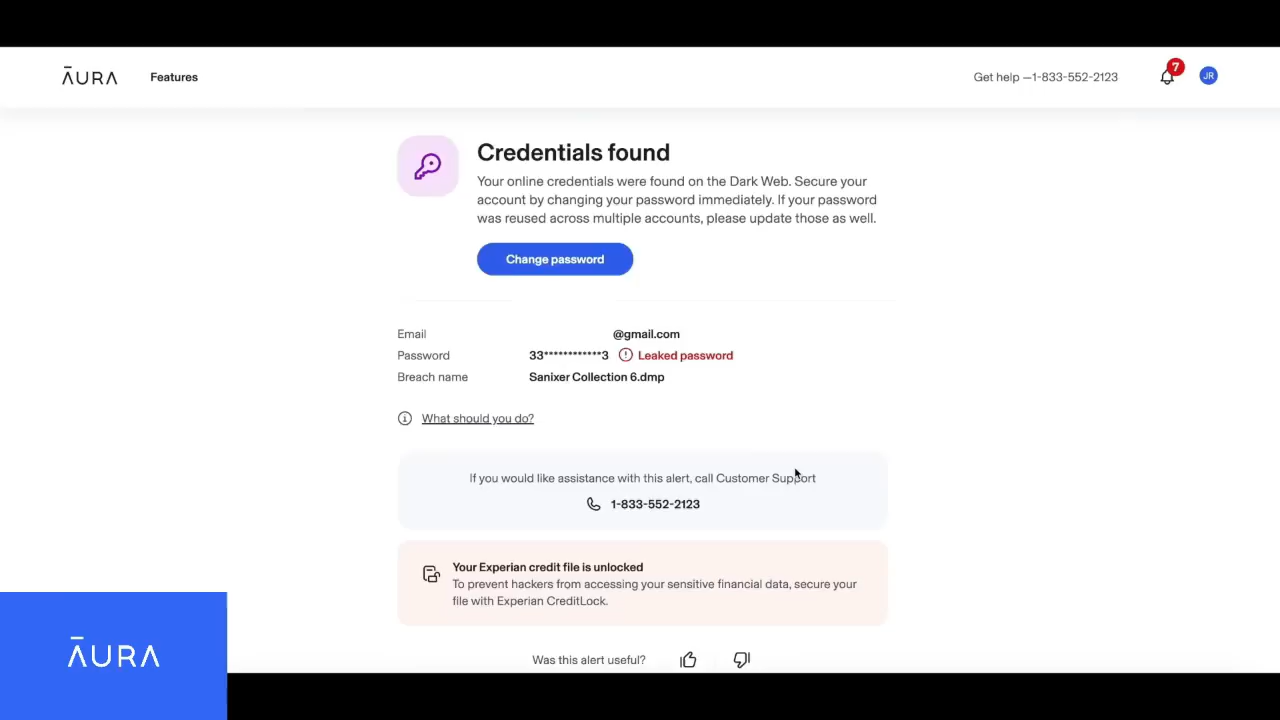 ĀURA
Features
Get help —1-833-552-2123
7
JR
Credentials found
Your online credentials were found on the Dark Web. Secure your
account by changing your password immediately. If your password
was reused across multiple accounts, please update those as well.
Change password
Email @gmail.com
Password 33************3 Leaked password
Breach name Sanixer Collection 6.dmp
What should you do?
If you would like assistance with this alert, call Customer Support
1-833-552-2123
Your Experian credit file is unlocked
To prevent hackers from accessing your sensitive financial data, secure your
file with Experian CreditLock.
Was this alert useful?
ĀURA